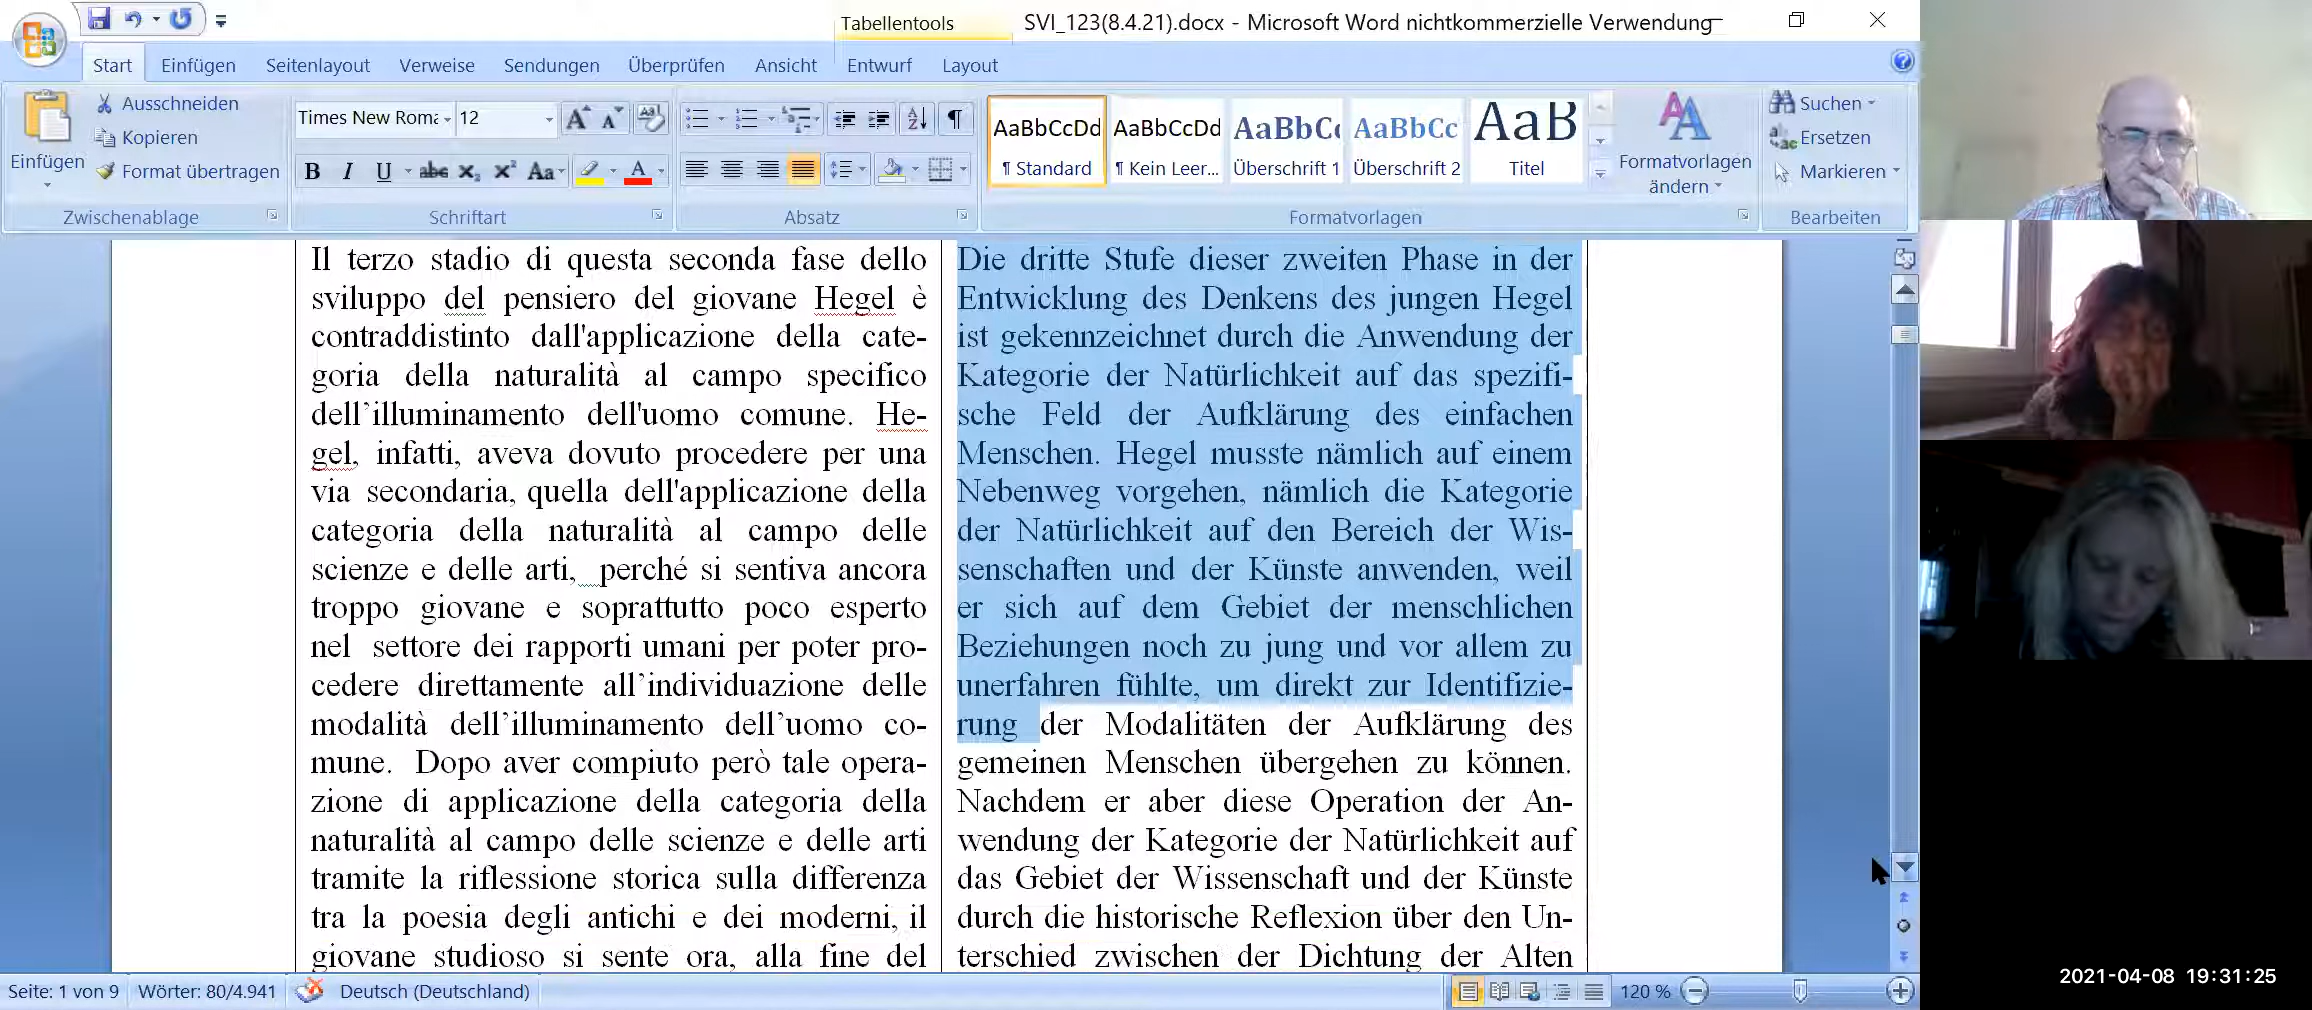 Tabellentools
SVI_123(8.4.21).docx - Microsoft Word nichtkommerzielle Verwendung
Start Einfügen Seitenlayout Verweise Sendungen Überprüfen Ansicht Entwurf Layout
Einfügen
Ausschneiden
Kopieren
Format übertragen
Zwischenablage
Times New Roma 12
Schriftart
Absatz
AaBbCcDd AaBbCcDd AaBbCc AaBbCc AaB
¶ Standard ¶ Kein Leer... Überschrift 1 Überschrift 2 Titel
Formatvorlagen
ändern
Formatvorlagen
Suchen
Ersetzen
Markieren
Bearbeiten
Il terzo stadio di questa seconda fase dello
sviluppo del pensiero del giovane Hegel è
contraddistinto dall'applicazione della cate-
goria della naturalità al campo specifico
dell’illuminamento dell'uomo comune. He-
gel, infatti, aveva dovuto procedere per una
via secondaria, quella dell'applicazione della
categoria della naturalità al campo delle
scienze e delle arti, perché si sentiva ancora
troppo giovane e soprattutto poco esperto
nel settore dei rapporti umani per poter pro-
cedere direttamente all’individuazione delle
modalità dell’illuminamento dell’uomo co-
mune. Dopo aver compiuto però tale opera-
zione di applicazione della categoria della
naturalità al campo delle scienze e delle arti
tramite la riflessione storica sulla differenza
tra la poesia degli antichi e dei moderni, il
giovane studioso si sente ora, alla fine del
Die dritte Stufe dieser zweiten Phase in der
Entwicklung des Denkens des jungen Hegel
ist gekennzeichnet durch die Anwendung der
Kategorie der Natürlichkeit auf das spezifi-
sche Feld der Aufklärung des einfachen
Menschen. Hegel musste nämlich auf einem
Nebenweg vorgehen, nämlich die Kategorie
der Natürlichkeit auf den Bereich der Wis-
senschaften und der Künste anwenden, weil
er sich auf dem Gebiet der menschlichen
Beziehungen noch zu jung und vor allem zu
unerfahren fühlte, um direkt zur Identifizie-
rung der Modalitäten der Aufklärung des
gemeinen Menschen übergehen zu können.
Nachdem er aber diese Operation der An-
wendung der Kategorie der Natürlichkeit auf
das Gebiet der Wissenschaft und der Künste
durch die historische Reflexion über den Un-
terschied zwischen der Dichtung der Alten
Seite: 1 von 9 Wörter: 80/4.941 Deutsch (Deutschland)
120 %
2021-04-08 19:31:25